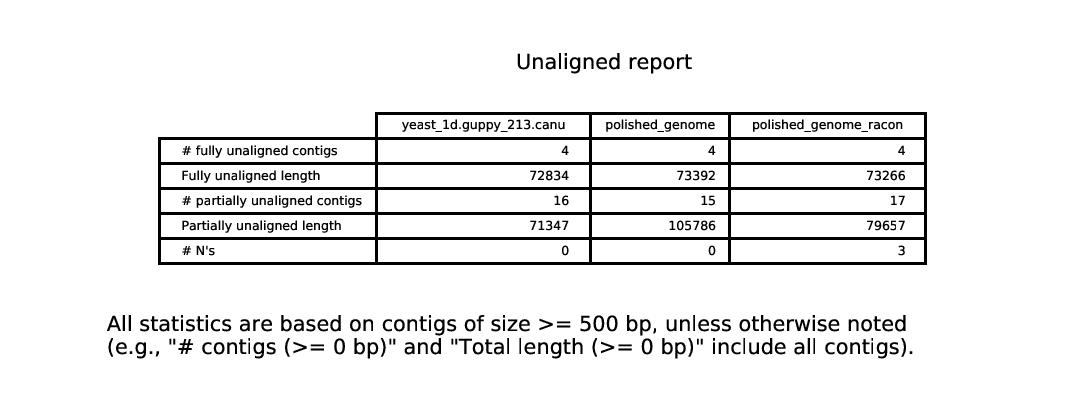 Unaligned report
yeast_1d.guppy_213.canu polished_genome polished_genome_racon
# fully unaligned contigs 4 4 4
Fully unaligned length 72834 73392 73266
# partially unaligned contigs 16 15 17
Partially unaligned length 71347 105786 79657
# N's 0 0 3
All statistics are based on contigs of size >= 500 bp, unless otherwise noted
(e.g., "# contigs (>= 0 bp)" and "Total length (>= 0 bp)" include all contigs).